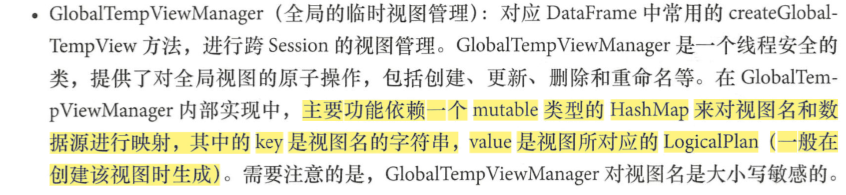 • GlobalTempViewManager（全局的临时视图管理）：对应 DataFrame 中常用的 createGlobal-
TempView 方法，进行跨 Session 的视图管理。GlobalTempViewManager 是一个线程安全的
类，提供了对全局视图的原子操作，包括创建、更新、删除和重命名等。在 GlobalTem-
pViewManager 内部实现中，主要功能依赖一个 mutable 类型的 HashMap 来对视图名和数
据源进行映射，其中的 key 是视图名的字符串，value 是视图所对应的 LogicalPlan（一般在
创建该视图时生成）。需要注意的是，GlobalTempViewManager 对视图名是大小写敏感的。